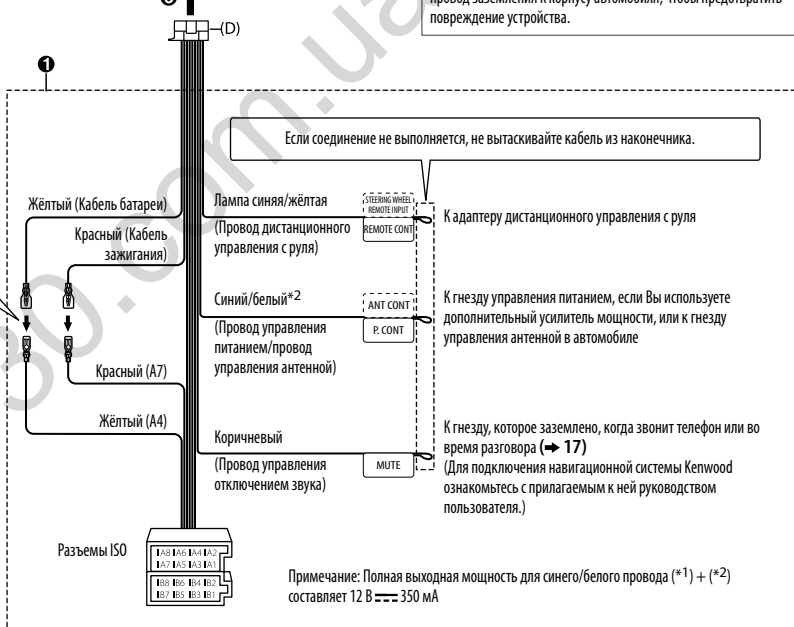 провод заземления к корпусу автомобиля, чтобы предотвратить
повреждение устройства.
(D)
1
Если соединение не выполняется, не вытаскивайте кабель из наконечника.
Жёлтый (Кабель батареи)
Красный (Кабель
зажигания)
Лампа синяя/жёлтая
(Провод дистанционного
управления с руля)
STEERING WHEEL
REMOTE INPUT
REMOTE CONT
К адаптеру дистанционного управления с руля
Синий/белый*2
(Провод управления
питанием/провод
управления антенной)
ANT CONT
P. CONT
К гнезду управления питанием, если Вы используете
дополнительный усилитель мощности, или к гнезду
управления антенной в автомобиле
Красный (A7)
Жёлтый (A4)
Коричневый
(Провод управления
отключением звука)
MUTE
К гнезду, которое заземлено, когда звонит телефон или во
время разговора (➔ 17)
(Для подключения навигационной системы Kenwood
ознакомьтесь с прилагаемым к ней руководством
пользователя.)
Разъемы ISO
A8 A6 A4 A2
A7 A5 A3 A1
B8 B6 B4 B2
B7 B5 B3 B1
Примечание: Полная выходная мощность для синего/белого провода (*1) + (*2)
составляет 12 В ⎓ 350 мА
30.com.ua